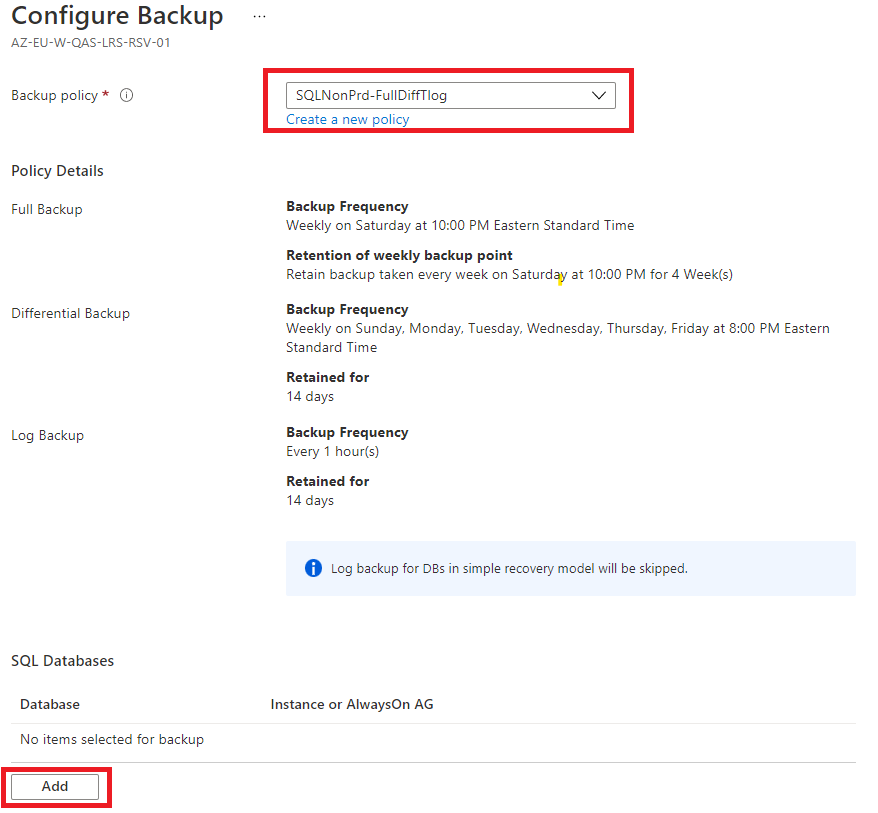 Configure Backup ...
AZ-EU-W-QAS-LRS-RSV-01
Backup policy *
SQLNonPrd-FullDiffTlog
Create a new policy
Policy Details
Full Backup
Backup Frequency
Weekly on Saturday at 10:00 PM Eastern Standard Time
Retention of weekly backup point
Retain backup taken every week on Saturday at 10:00 PM for 4 Week(s)
Differential Backup
Backup Frequency
Weekly on Sunday, Monday, Tuesday, Wednesday, Thursday, Friday at 8:00 PM Eastern
Standard Time
Retained for
14 days
Log Backup
Backup Frequency
Every 1 hour(s)
Retained for
14 days
Log backup for DBs in simple recovery model will be skipped.
SQL Databases
Database Instance or AlwaysOn AG
No items selected for backup
Add